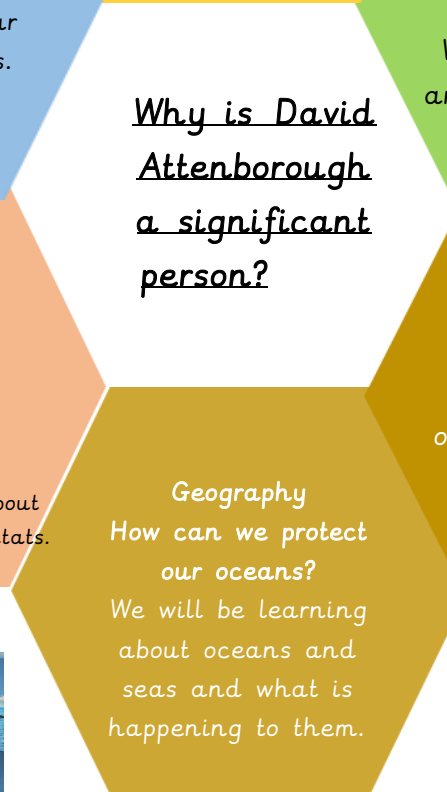 s.
Why is David
Attenborough
a significant
person?
Geography
How can we protect
our oceans?
We will be learning
about oceans and
seas and what is
happening to them.